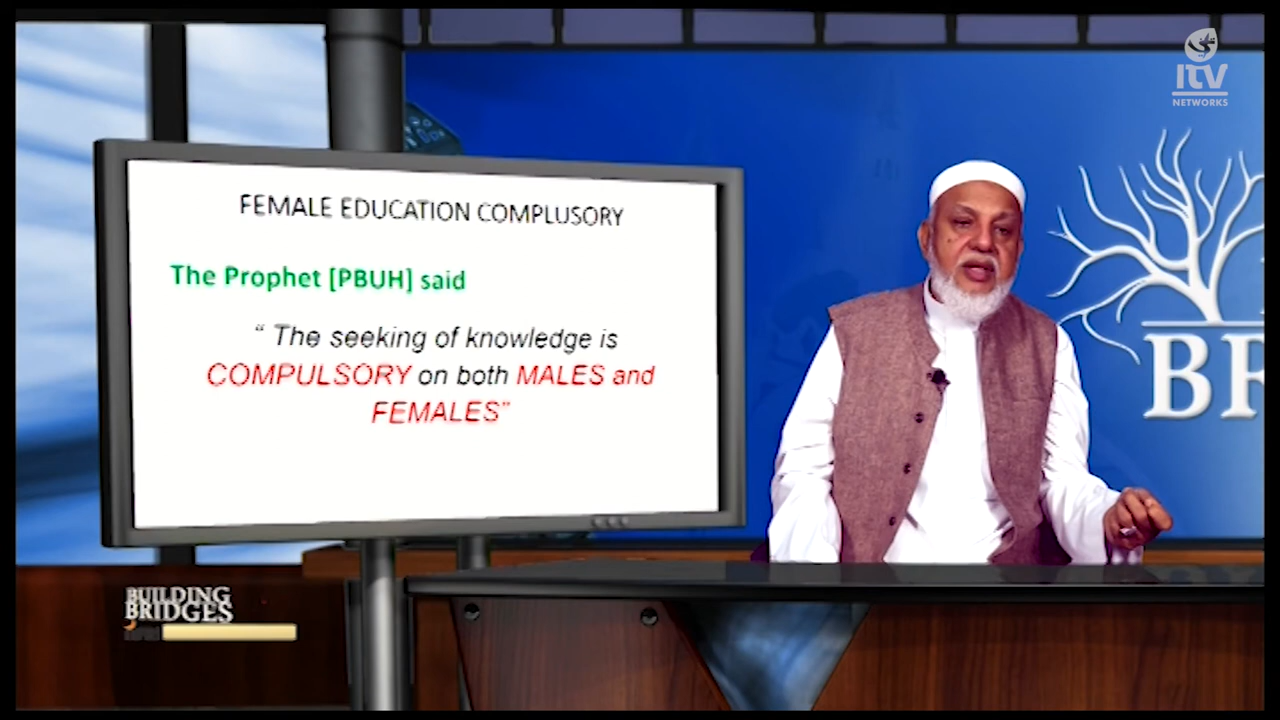 ITV
NETWORKS
FEMALE EDUCATION COMPLUSORY
The Prophet [PBUH] said
“ The seeking of knowledge is
COMPULSORY on both MALES and
FEMALES”
BR
BUILDING
BRIDGES